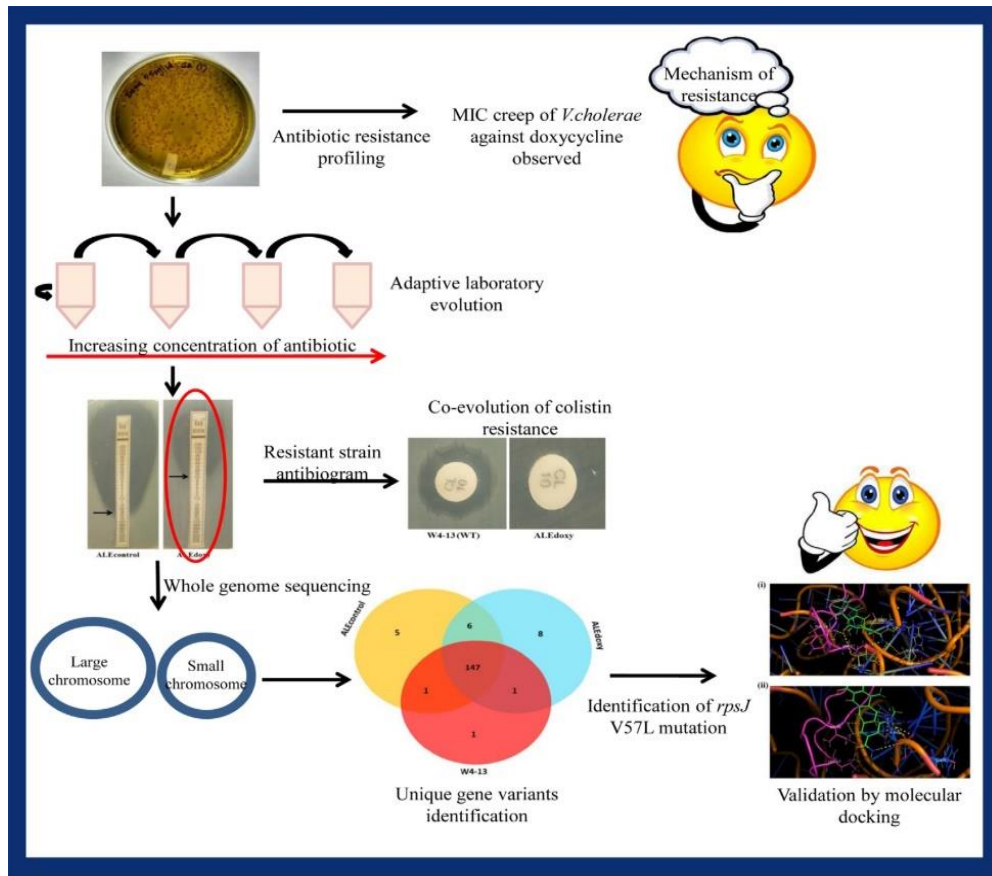 Mechanism of
resistance
Antibiotic resistance
profiling
MIC creep of V.cholerae
against doxycycline
observed
Adaptive laboratory
evolution
Increasing concentration of antibiotic
Co-evolution of colistin
resistance
Resistant strain
antibiogram
CL
10
W4-13 (WT)
ALEdoxy
ALEcontrol
ALEdoxy
Whole genome sequencing
Large
chromosome
Small
chromosome
ALEcontrol
ALEdoxy
5
6
8
147
1
1
1
W4-13
Unique gene variants
identification
Identification of rpsJ
V57L mutation
(i)
(ii)
Validation by molecular
docking